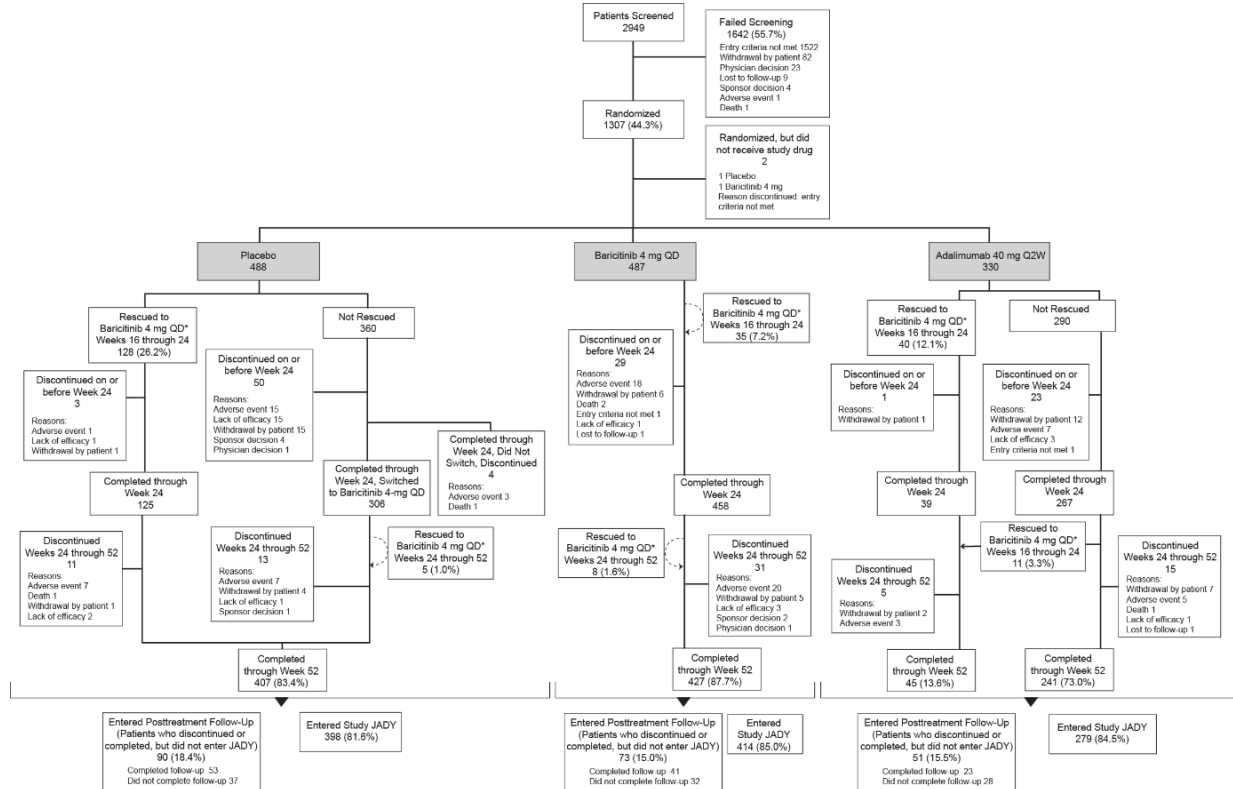 Patients Screened
2949
Failed Screening
1642 (55.7%)
Entry criteria not met 1522
Withdrawal by patient 82
Physician decision 23
Lost to follow-up 9
Sponsor decision 4
Adverse event 1
Death 1
Randomized
1307 (44.3%)
Randomized, but did
not receive study drug
2
1 Placebo
1 Baricitinib 4 mg
Reason discontinued: entry
criteria not met
Placebo
488
Rescued to
Baricitinib 4 mg QD*
Weeks 16 through 24
128 (26.2%)
Not Rescued
360
Discontinued on or
before Week 24
3
Reasons:
Adverse event 1
Lack of efficacy 1
Withdrawal by patient 1
Discontinued on or
before Week 24
50
Reasons:
Adverse event 15
Lack of efficacy 15
Withdrawal by patient 15
Sponsor decision 4
Physician decision 1
Completed through
Week 24, Did Not
Switch, Discontinued
4
Reasons:
Adverse event 3
Death 1
Completed through
Week 24
125
Completed through
Week 24, Switched
to Baricitinib 4-mg QD
306
Discontinued
Weeks 24 through 52
11
Reasons:
Adverse event 7
Death 1
Withdrawal by patient 1
Lack of efficacy 2
Discontinued
Weeks 24 through 52
13
Reasons:
Adverse event 7
Withdrawal by patient 4
Lack of efficacy 1
Sponsor decision 1
Rescued to
Baricitinib 4 mg QD*
Weeks 24 through 52
5 (1.0%)
Completed
through Week 52
407 (83.4%)
Entered Posttreatment Follow-Up
(Patients who discontinued or
completed, but did not enter JADY)
90 (18.4%)
Completed follow-up 53
Did not complete follow-up 37
Entered Study JADY
398 (81.6%)
Baricitinib 4 mg QD
487
Rescued to
Baricitinib 4 mg QD*
Weeks 16 through 24
35 (7.2%)
Discontinued on or
before Week 24
29
Reasons:
Adverse event 18
Withdrawal by patient 6
Death 2
Entry criteria not met 1
Lack of efficacy 1
Lost to follow-up 1
Completed through
Week 24
458
Rescued to
Baricitinib 4 mg QD*
Weeks 24 through 52
8 (1.6%)
Discontinued
Weeks 24 through 52
31
Reasons:
Adverse event 20
Withdrawal by patient 5
Lack of efficacy 3
Sponsor decision 2
Physician decision 1
Completed
through Week 52
427 (87.7%)
Entered Posttreatment Follow-Up
(Patients who discontinued or
completed, but did not enter JADY)
73 (15.0%)
Completed follow-up 41
Did not complete follow-up 32
Entered
Study JADY
414 (85.0%)
Adalimumab 40 mg Q2W
330
Rescued to
Baricitinib 4 mg QD*
Weeks 16 through 24
40 (12.1%)
Not Rescued
290
Discontinued on or
before Week 24
1
Reasons:
Withdrawal by patient 1
Discontinued on or
before Week 24
23
Reasons:
Withdrawal by patient 12
Adverse event 7
Lack of efficacy 3
Entry criteria not met 1
Completed through
Week 24
39
Completed through
Week 24
267
Rescued to
Baricitinib 4 mg QD*
Weeks 16 through 24
11 (3.3%)
Discontinued
Weeks 24 through 52
5
Reasons:
Withdrawal by patient 2
Adverse event 3
Discontinued
Weeks 24 through 52
15
Reasons:
Withdrawal by patient 7
Adverse event 5
Death 1
Lack of efficacy 1
Lost to follow-up 1
Completed
through Week 52
45 (13.6%)
Completed
through Week 52
241 (73.0%)
Entered Posttreatment Follow-Up
(Patients who discontinued or
completed, but did not enter JADY)
51 (15.5%)
Completed follow-up 23
Did not complete follow-up 28
Entered Study JADY
279 (84.5%)